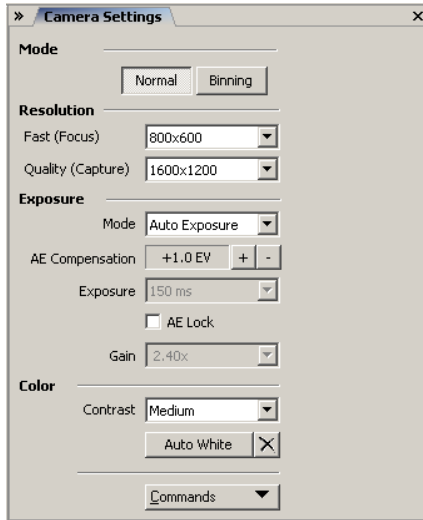 » Camera Settings ×
Mode
Normal Binning
Resolution
Fast (Focus) 800x600
Quality (Capture) 1600x1200
Exposure
Mode Auto Exposure
AE Compensation +1.0 EV + -
Exposure 150 ms
AE Lock
Gain 2.40x
Color
Contrast Medium
Auto White
Commands